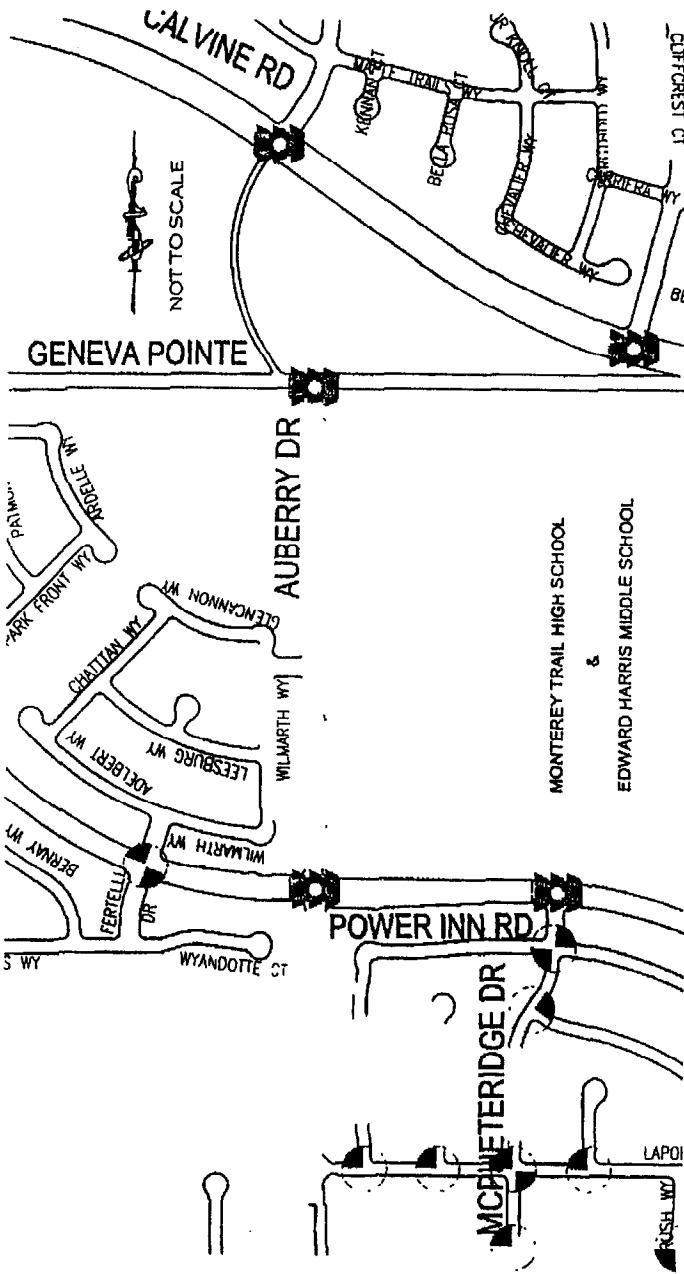 CALVINE RD
MAPLE TRAIL WY
KENNAN CT
BELLA ROSA CT
CLIFFCREST CT
CHEVALIER WY
CHEVALIER WY
CARRIERA WY
NOT TO SCALE
GENEVA POINTE
AUBERRY DR
ARDELLE WY
PARK FRONT WY
GLENCANNON WY
CHATITAN WY
LEESBURG WY
ADELBERT WY
WILMARTH WY
WILMARTH WY
BERNAY WY
FERTELLI
DR
S WY
WYANDOTTE CT
MONTEREY TRAIL HIGH SCHOOL
&
EDWARD HARRIS MIDDLE SCHOOL
POWER INN RD
MCPHETERIDGE DR
RUSH WY